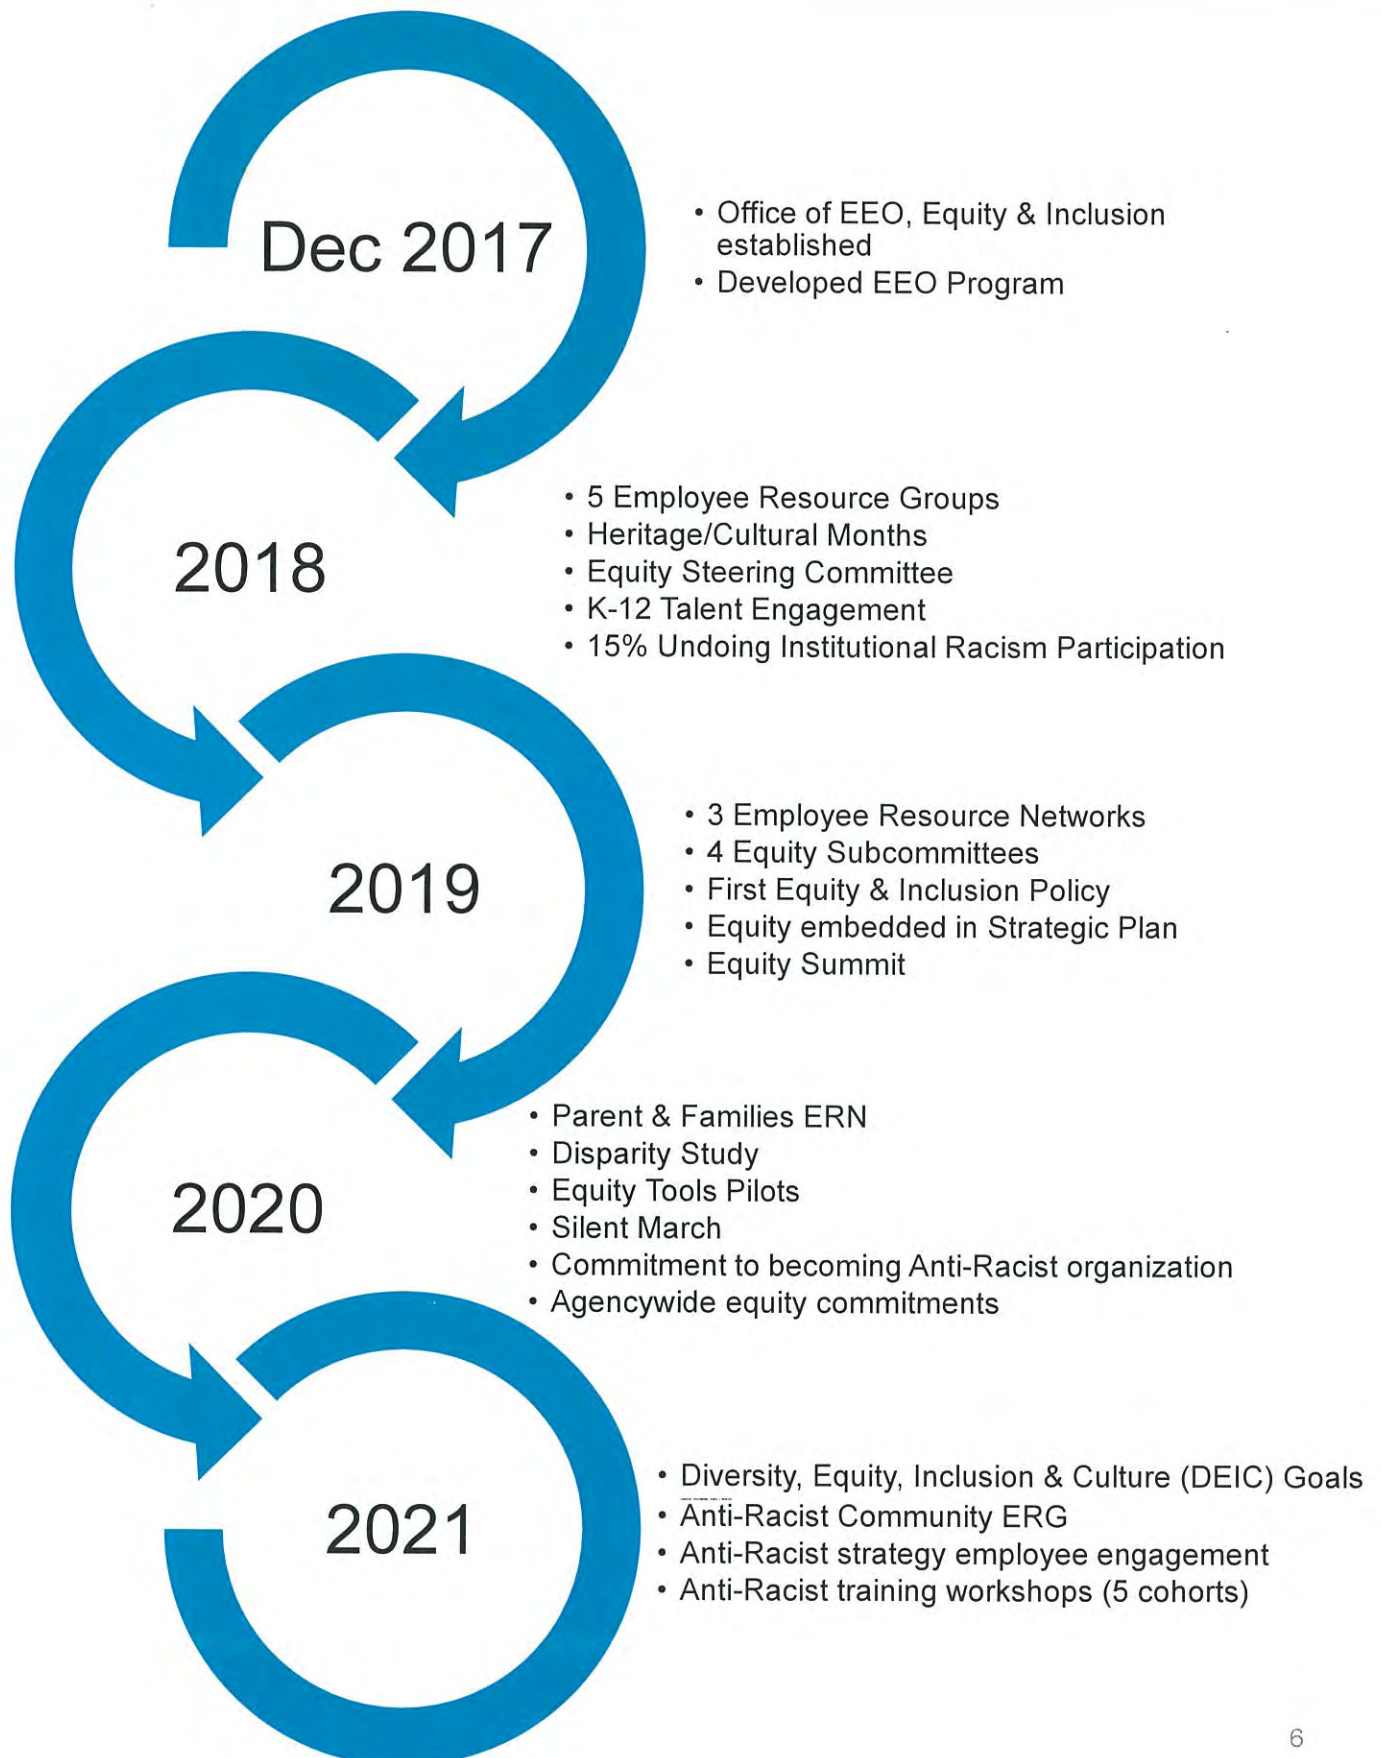 Dec 2017
• Office of EEO, Equity & Inclusion
established
• Developed EEO Program
2018
• 5 Employee Resource Groups
• Heritage/Cultural Months
• Equity Steering Committee
• K-12 Talent Engagement
• 15% Undoing Institutional Racism Participation
2019
• 3 Employee Resource Networks
• 4 Equity Subcommittees
• First Equity & Inclusion Policy
• Equity embedded in Strategic Plan
• Equity Summit
2020
• Parent & Families ERN
• Disparity Study
• Equity Tools Pilots
• Silent March
• Commitment to becoming Anti-Racist organization
• Agencywide equity commitments
2021
• Diversity, Equity, Inclusion & Culture (DEIC) Goals
• Anti-Racist Community ERG
• Anti-Racist strategy employee engagement
• Anti-Racist training workshops (5 cohorts)
6